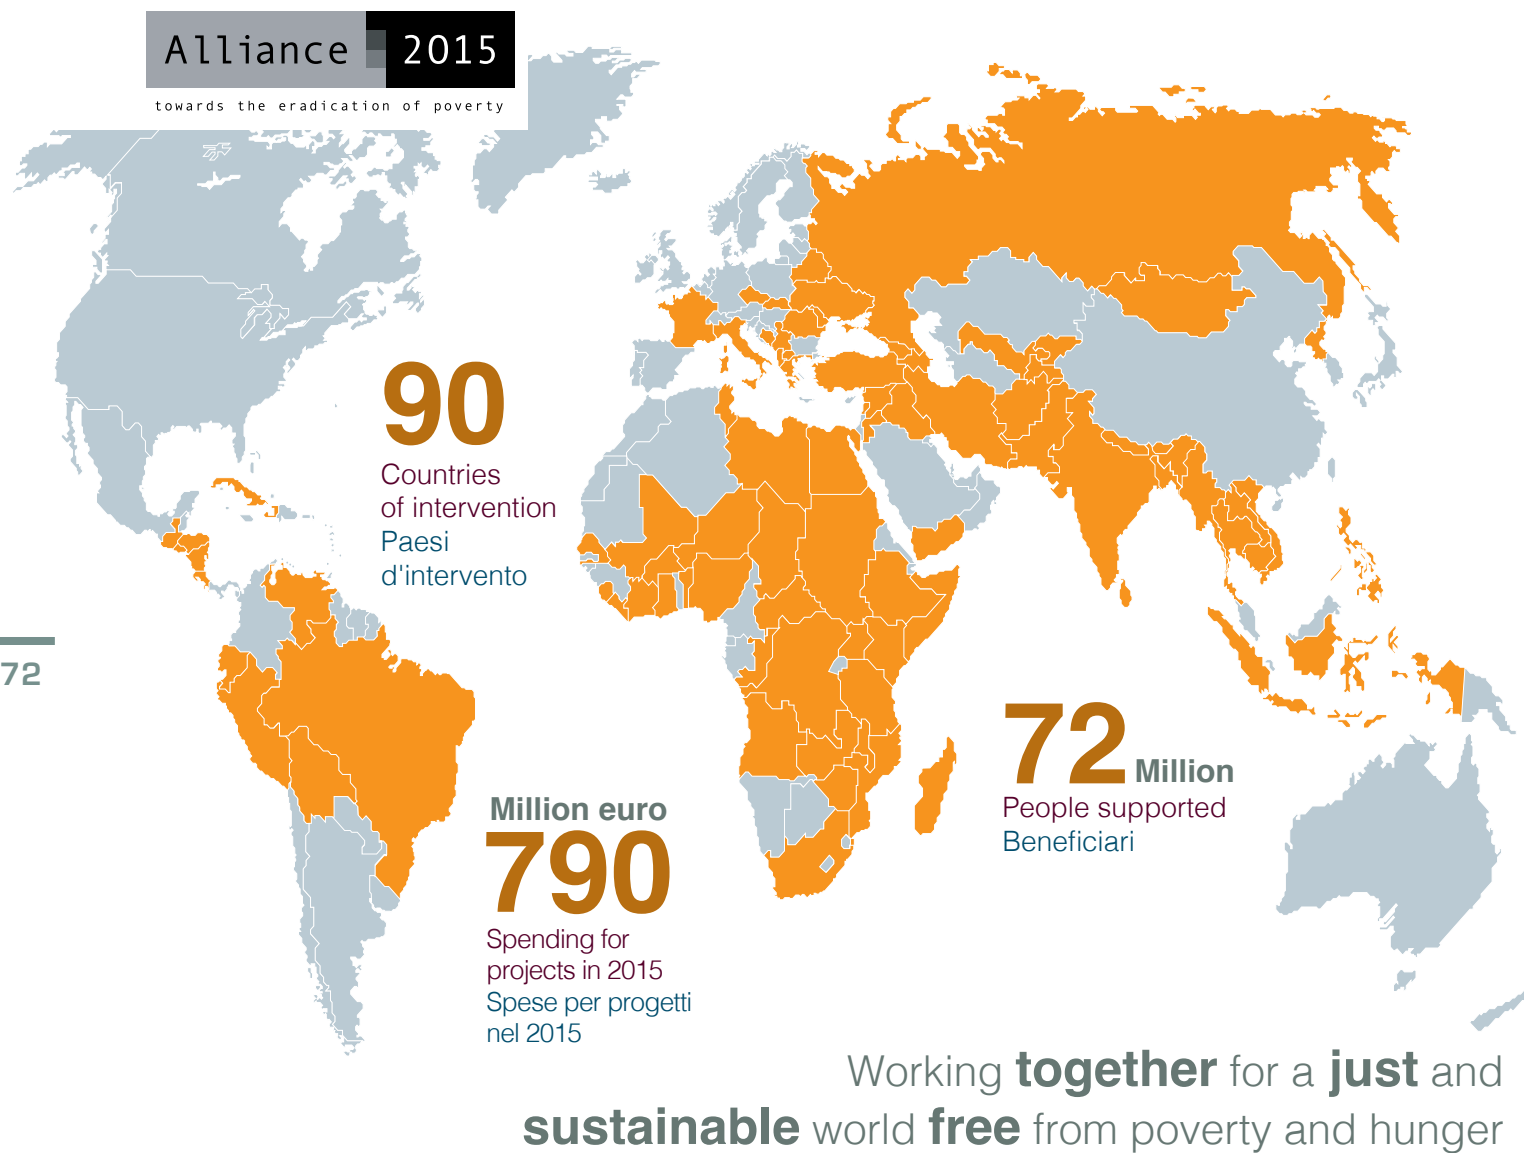 Alliance 2015
towards the eradication of poverty
90
Countries
of intervention
Paesi
d'intervento
72
72 Million
People supported
Beneficiari
Million euro
790
Spending for
projects in 2015
Spese per progetti
nel 2015
Working together for a just and
sustainable world free from poverty and hunger